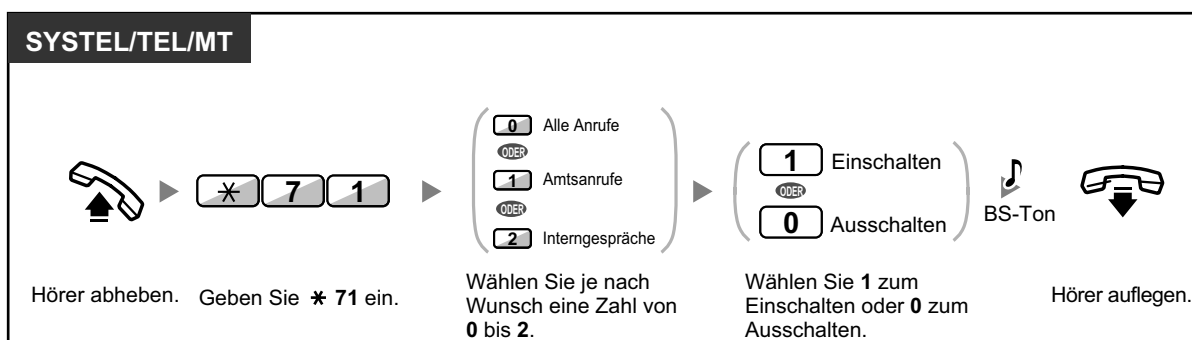 SYSTEL/TEL/MT
0 Alle Anrufe
ODER
1 Amtsanrufe
ODER
2 Interngespräche
1 Einschalten
ODER
0 Ausschalten
* 7 1
BS-Ton
Hörer abheben.
Geben Sie * 71 ein.
Wählen Sie je nach
Wunsch eine Zahl von
0 bis 2.
Wählen Sie 1 zum
Einschalten oder 0 zum
Ausschalten.
Hörer auflegen.